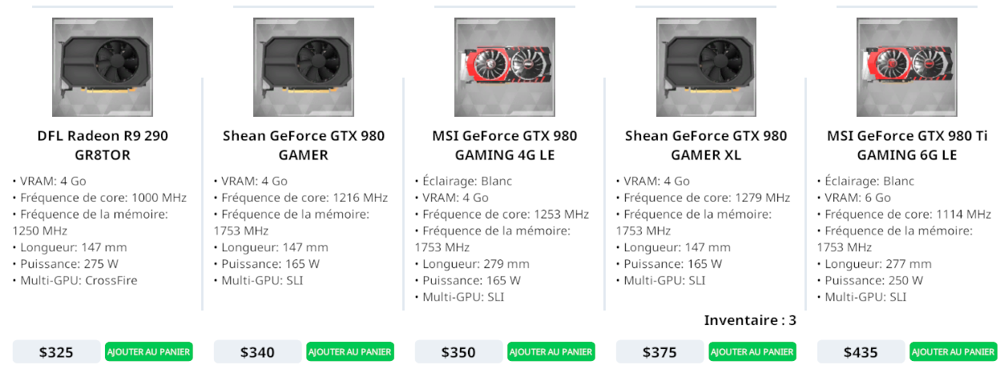 DFL Radeon R9 290
GR8TOR
• VRAM: 4 Go
• Fréquence de core: 1000 MHz
• Fréquence de la mémoire:
1250 MHz
• Longueur: 147 mm
• Puissance: 275 W
• Multi-GPU: CrossFire
$325
AJOUTER AU PANIER
Shean GeForce GTX 980
GAMER
• VRAM: 4 Go
• Fréquence de core: 1216 MHz
• Fréquence de la mémoire:
1753 MHz
• Longueur: 147 mm
• Puissance: 165 W
• Multi-GPU: SLI
$340
AJOUTER AU PANIER
MSI GeForce GTX 980
GAMING 4G LE
• Éclairage: Blanc
• VRAM: 4 Go
• Fréquence de core: 1253 MHz
• Fréquence de la mémoire:
1753 MHz
• Longueur: 279 mm
• Puissance: 165 W
• Multi-GPU: SLI
$350
AJOUTER AU PANIER
Shean GeForce GTX 980
GAMER XL
• VRAM: 4 Go
• Fréquence de core: 1279 MHz
• Fréquence de la mémoire:
1753 MHz
• Longueur: 147 mm
• Puissance: 165 W
• Multi-GPU: SLI
Inventaire : 3
$375
AJOUTER AU PANIER
MSI GeForce GTX 980 Ti
GAMING 6G LE
• Éclairage: Blanc
• VRAM: 6 Go
• Fréquence de core: 1114 MHz
• Fréquence de la mémoire:
1753 MHz
• Longueur: 277 mm
• Puissance: 250 W
• Multi-GPU: SLI
$435
AJOUTER AU PANIER